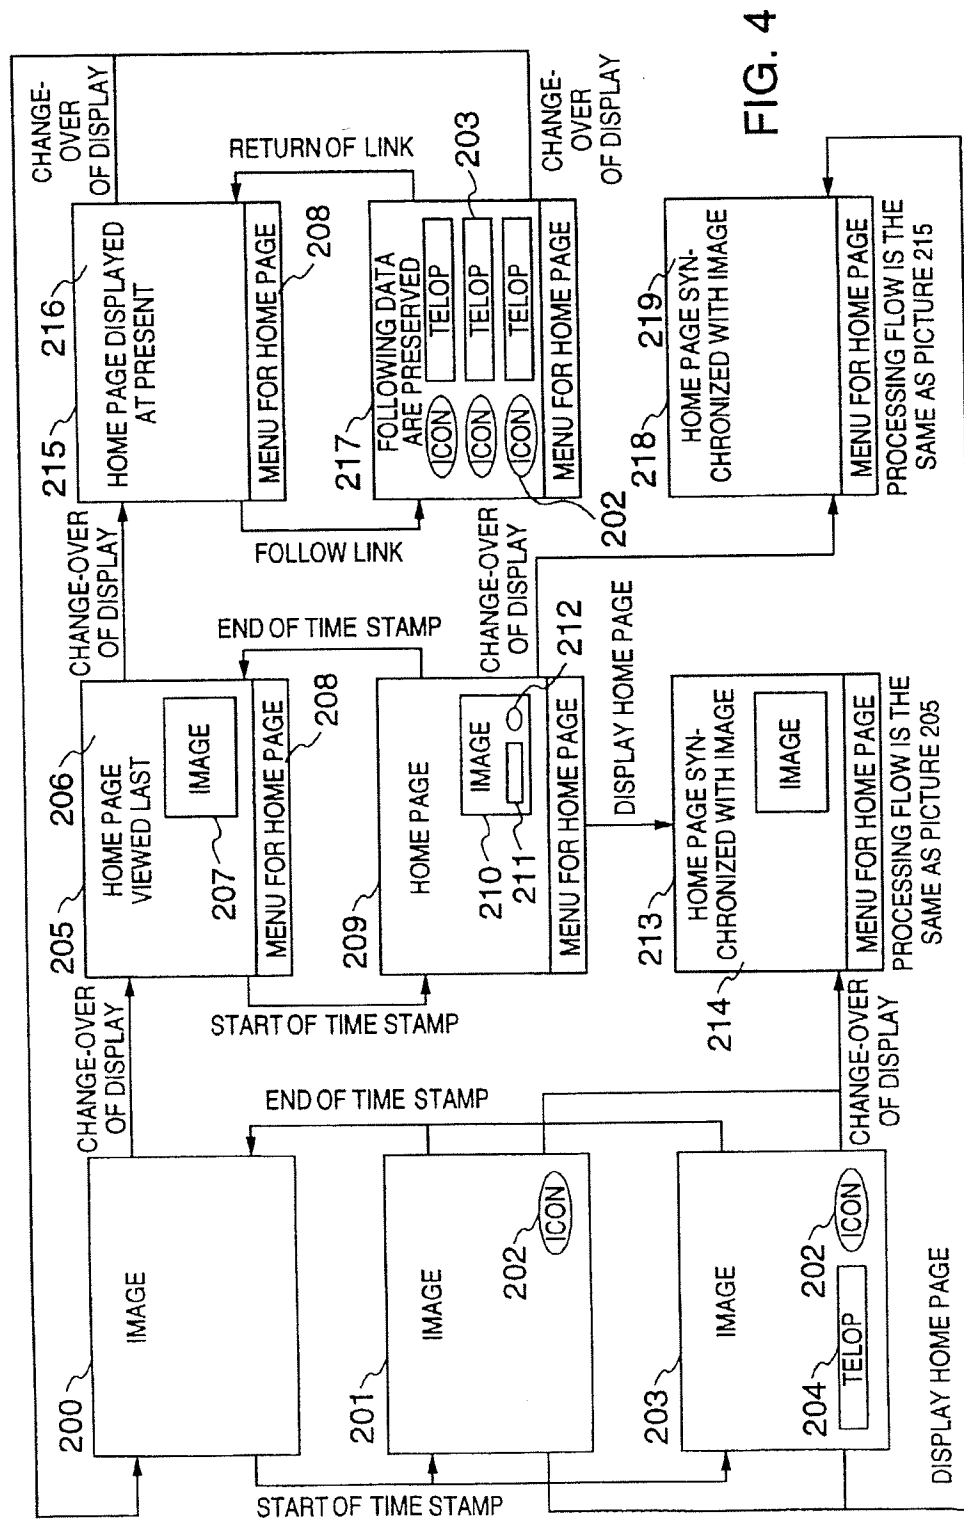 FIG. 4
200
IMAGE
START OF TIME STAMP
201
IMAGE
202
ICON
203
IMAGE
204
TELOP
202
ICON
END OF TIME STAMP
DISPLAY HOME PAGE
CHANGE-OVER
OF DISPLAY
CHANGE-OVER
OF DISPLAY
205
206
HOME PAGE
VIEWED LAST
207
IMAGE
MENU FOR HOME PAGE
208
START OF TIME STAMP
END OF TIME STAMP
209
HOME PAGE
210
IMAGE
211
212
MENU FOR HOME PAGE
DISPLAY HOME PAGE
213
HOME PAGE SYN-
CHRONIZED WITH IMAGE
214
IMAGE
MENU FOR HOME PAGE
PROCESSING FLOW IS THE
SAME AS PICTURE 205
CHANGE-OVER
OF DISPLAY
CHANGE-OVER
OF DISPLAY
215
216
HOME PAGE DISPLAYED
AT PRESENT
MENU FOR HOME PAGE
208
FOLLOW LINK
RETURN OF LINK
CHANGE-
OVER
OF DISPLAY
217
FOLLOWING DATA
ARE PRESERVED
ICON
TELOP
ICON
TELOP
ICON
TELOP
203
202
MENU FOR HOME PAGE
CHANGE-
OVER
OF DISPLAY
218
219
HOME PAGE SYN-
CHRONIZED WITH IMAGE
MENU FOR HOME PAGE
PROCESSING FLOW IS THE
SAME AS PICTURE 215